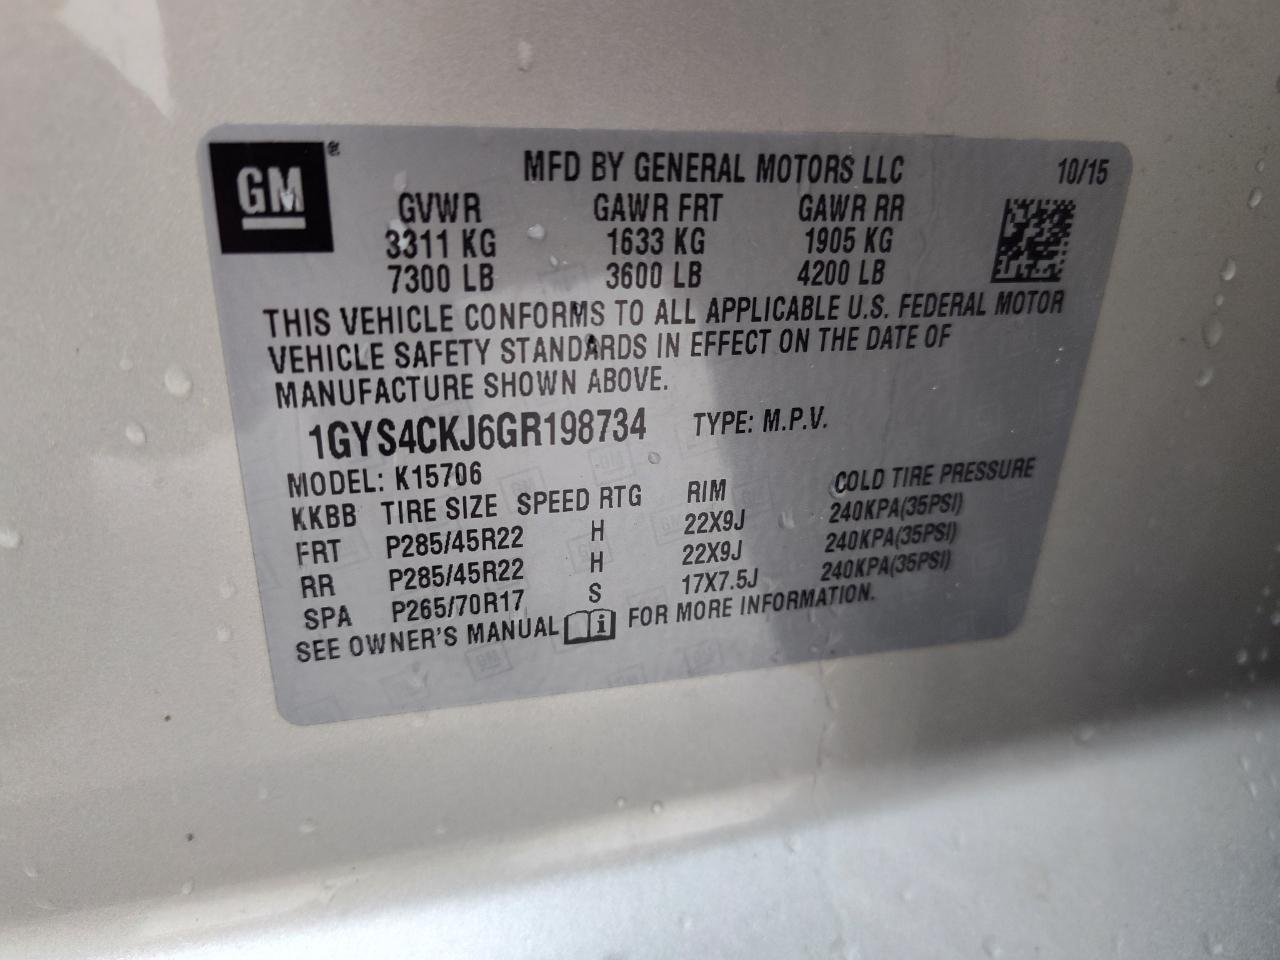 GM®
MFD BY GENERAL MOTORS LLC 10/15
GVWR GAWR FRT GAWR RR
3311 KG 1633 KG 1905 KG
7300 LB 3600 LB 4200 LB
THIS VEHICLE CONFORMS TO ALL APPLICABLE U.S. FEDERAL MOTOR
VEHICLE SAFETY STANDARDS IN EFFECT ON THE DATE OF
MANUFACTURE SHOWN ABOVE.
1GYS4CKJ6GR198734 TYPE: M.P.V.
MODEL: K15706
KKBB TIRE SIZE SPEED RTG RIM COLD TIRE PRESSURE
FRT P285/45R22 H 22X9J 240KPA(35PSI)
RR P285/45R22 H 22X9J 240KPA(35PSI)
SPA P265/70R17 S 17X7.5J 240KPA(35PSI)
SEE OWNER'S MANUAL i FOR MORE INFORMATION.